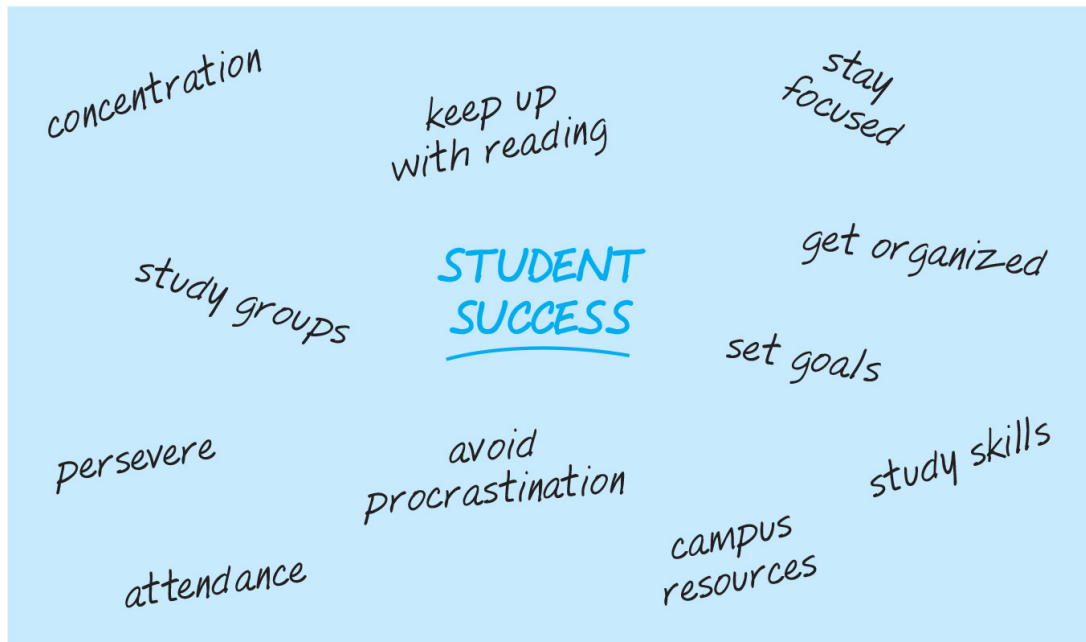 concentration
keep up
with reading
stay
focused
study groups
STUDENT
SUCCESS
get organized
set goals
persevere
avoid
procrastination
study skills
campus
resources
attendance